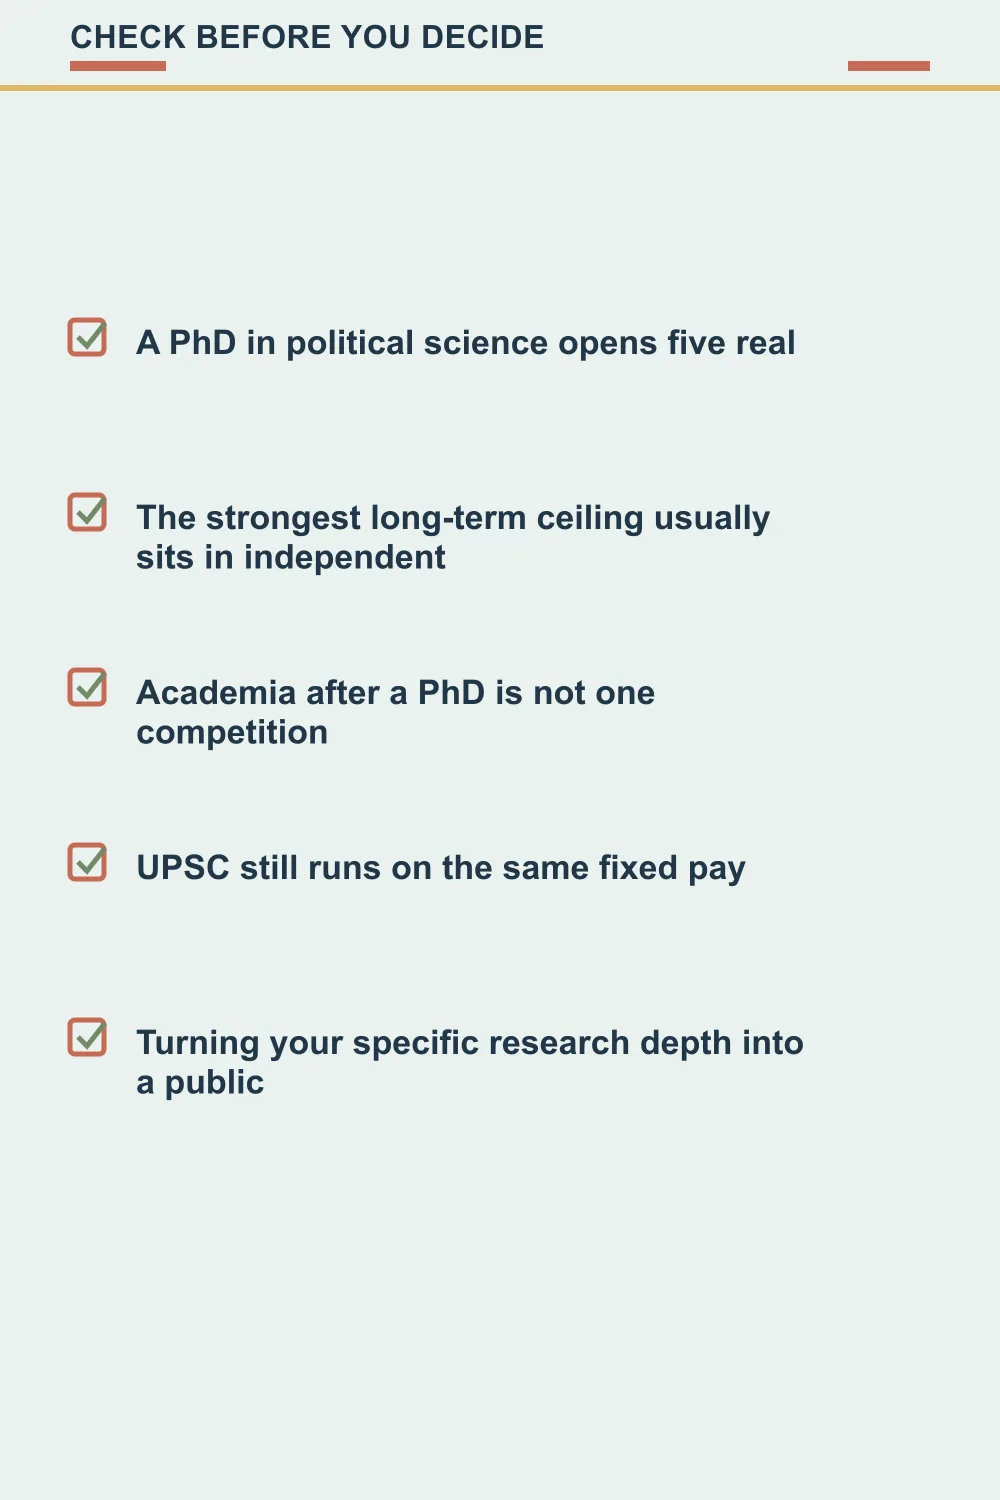 CHECK BEFORE YOU DECIDE
A PhD in political science opens five real
The strongest long-term ceiling usually
sits in independent
Academia after a PhD is not one
competition
UPSC still runs on the same fixed pay
Turning your specific research depth into
a public